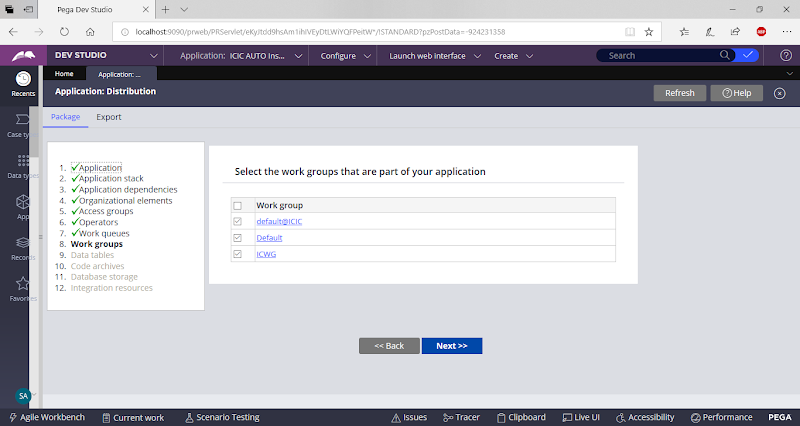 Pega Dev Studio
localhost:9090/prweb/PRServlet/eKyJtdd9hsAm1ihIVEyDtLWiYQFPeitW*/!STANDARD?pzPostData=-924231358
DEV STUDIO
Application: ICIC AUTO Ins...
Configure
Launch web interface
Create
Search
Home
Application: ...
Recents
Application: Distribution
Refresh
Help
Package
Export
Case ty
Data ty
App
Record
Favorit
1. Application
2. Application stack
3. Application dependencies
4. Organizational elements
5. Access groups
6. Operators
7. Work queues
8. Work groups
9. Data tables
10. Code archives
11. Database storage
12. Integration resources
Select the work groups that are part of your application
Work group
default@ICIC
Default
ICWG
<< Back
Next >>
SA
Agile Workbench
Current work
Scenario Testing
Issues
Tracer
Clipboard
Live UI
Accessibility
Performance
PEGA